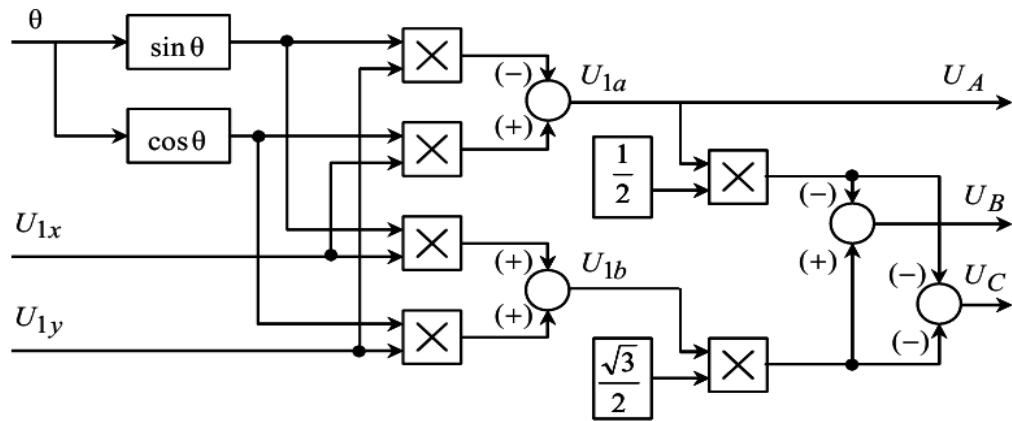 θ
sin θ
×
(−)
U1a
UA
cos θ
×
(+)
1/2
×
(−)
UB
U1x
×
(+)
U1b
(+)
(−)
UC
U1y
×
(+)
√3/2
×
(−)